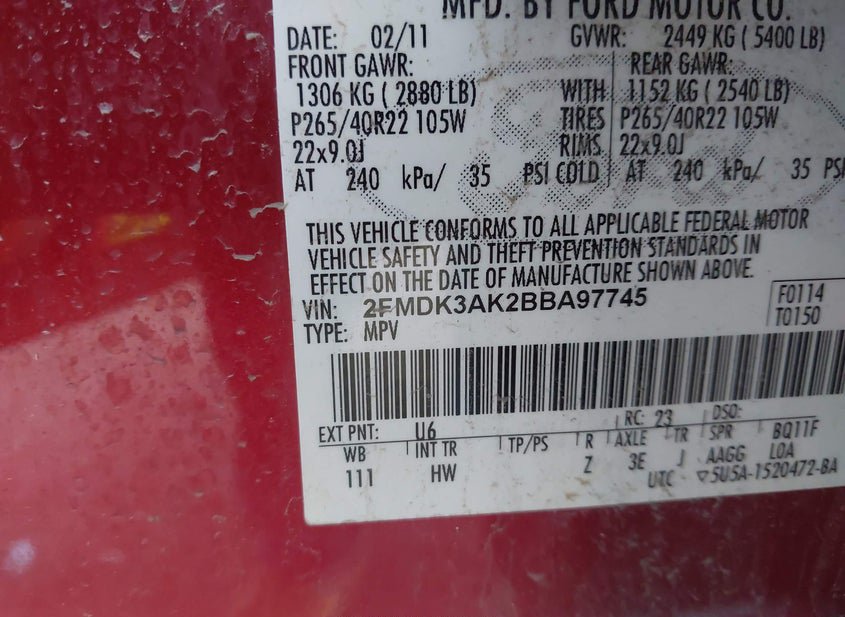 MFD. BY FORD MOTOR CO.
DATE: 02/11 GVWR: 2449 KG ( 5400 LB)
FRONT GAWR: REAR GAWR:
1306 KG ( 2880 LB) WITH 1152 KG ( 2540 LB)
P265/40R22 105W TIRES P265/40R22 105W
22x9.0J RIMS 22x9.0J
AT 240 kPa/ 35 PSI COLD AT 240 kPa/ 35 PSI
THIS VEHICLE CONFORMS TO ALL APPLICABLE FEDERAL MOTOR
VEHICLE SAFETY AND THEFT PREVENTION STANDARDS IN
EFFECT ON THE DATE OF MANUFACTURE SHOWN ABOVE.
VIN: 2FMDK3AK2BBA97745 F0114
TYPE: MPV T0150
EXT PNT: U6 RC: 23 DSO:
WB INT TR TP/PS R AXLE TR SPR BQ11F
111 HW Z 3E J AAGG LOA
UTC ▽5U5A-1520472-BA